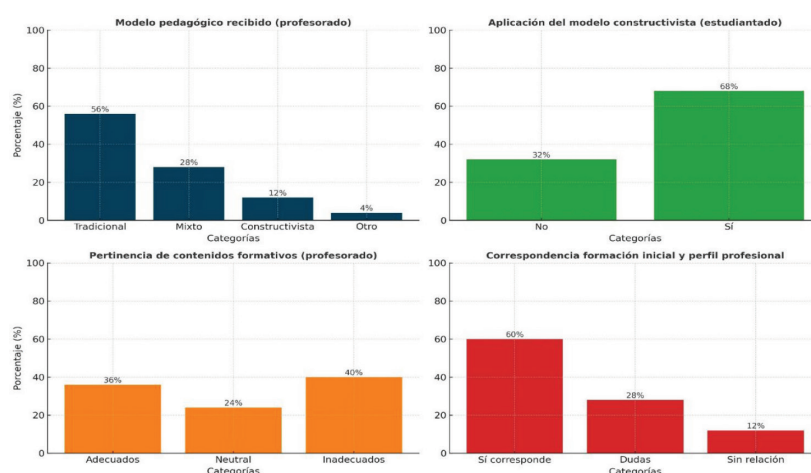 Modelo pedagógico recibido (profesorado)
Porcentaje (%)
100
80
60
40
20
0
56%
28%
12%
4%
Tradicional Mixto Constructivista Otro
Categorías
Aplicación del modelo constructivista (estudiantado)
100
80
60
40
20
0
32%
68%
No Sí
Categorías
Pertinencia de contenidos formativos (profesorado)
Porcentaje (%)
100
80
60
40
20
0
36%
24%
40%
Adecuados Neutral Inadecuados
Categorías
Correspondencia formación inicial y perfil profesional
100
80
60
40
20
0
60%
28%
12%
Sí corresponde Dudas Sin relación
Categorías